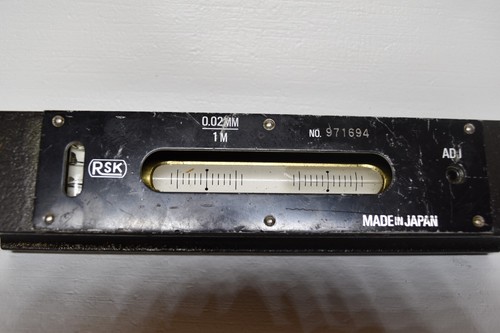 0.02MM
1M
NO. 971694
RSK
ADJ
MADE IN JAPAN